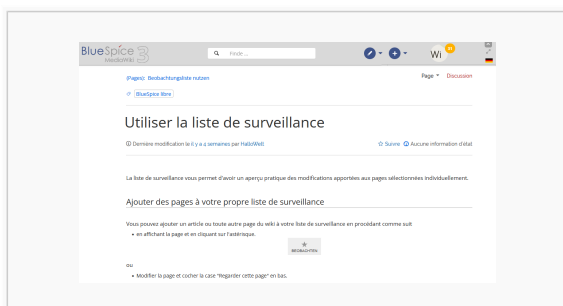 BlueSpice 3
MediaWiki
Finde ...
Wi
(Pages): Beobachtungsliste nutzen
Page
Discussion
BlueSpice libre
Utiliser la liste de surveillance
Dernière modification le il y a 4 semaines par HalloWelt
Suivre
Aucune information d'état
La liste de surveillance vous permet d'avoir un aperçu pratique des modifications apportées aux pages sélectionnées individuellement.
Ajouter des pages à votre propre liste de surveillance
Vous pouvez ajouter un article ou toute autre page du wiki à votre liste de surveillance en procédant comme suit
en affichant la page et en cliquant sur l'astérisque.
BEOBACHTEN
ou
Modifier la page et cocher la case "Regarder cette page" en bas.